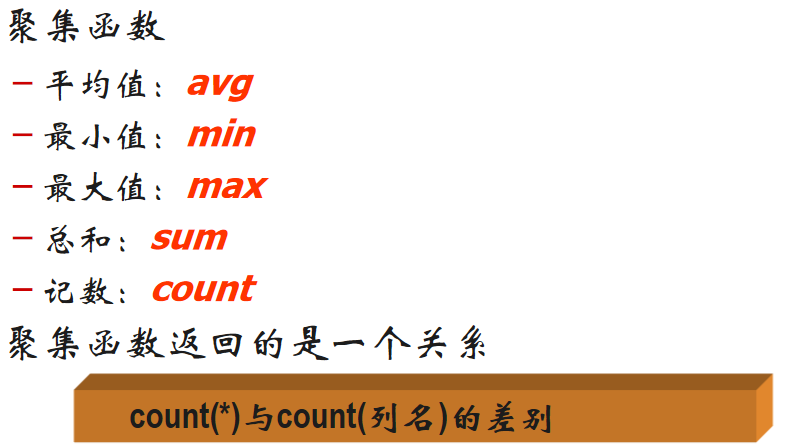 聚集函数
– 平均值：avg
– 最小值：min
– 最大值：max
– 总和：sum
– 记数：count
聚集函数返回的是一个关系
count(*)与count(列名)的差别